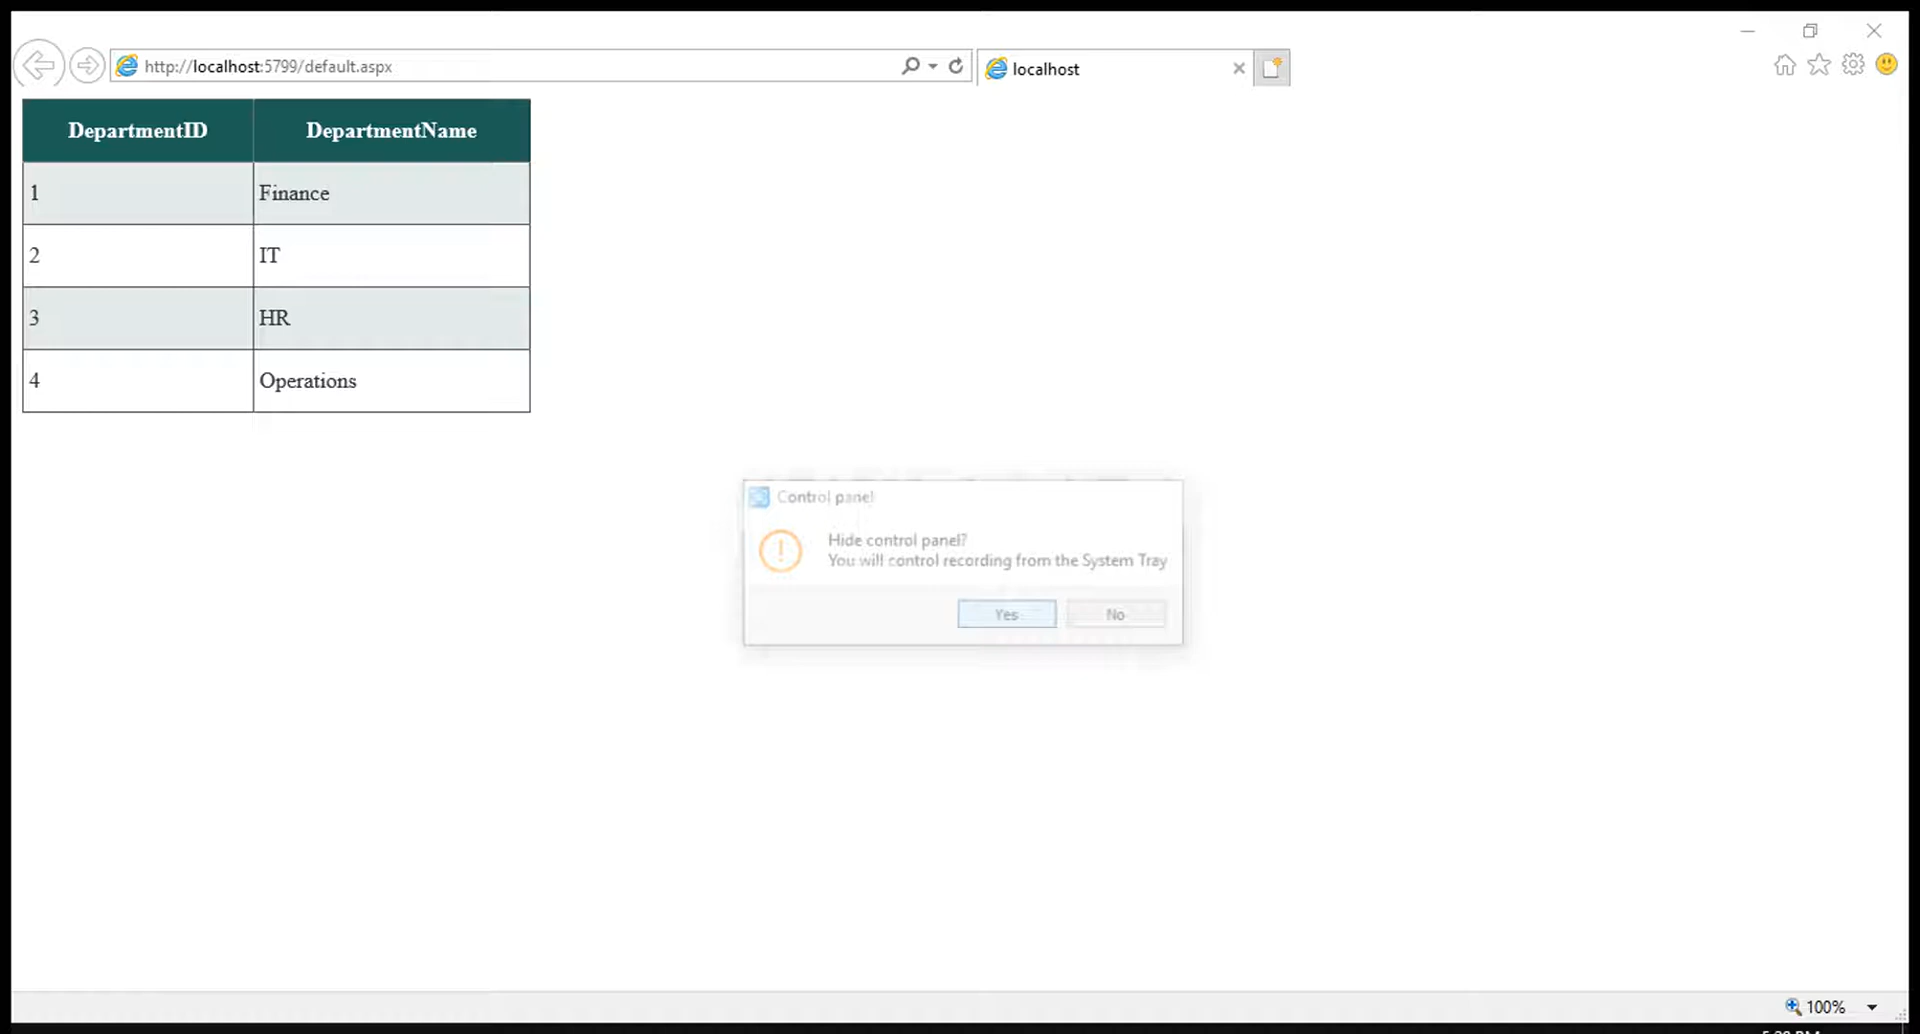 http://localhost:5799/default.aspx
localhost
DepartmentID DepartmentName
1 Finance
2 IT
3 HR
4 Operations
Control panel
Hide control panel?
You will control recording from the System Tray
Yes No
100%